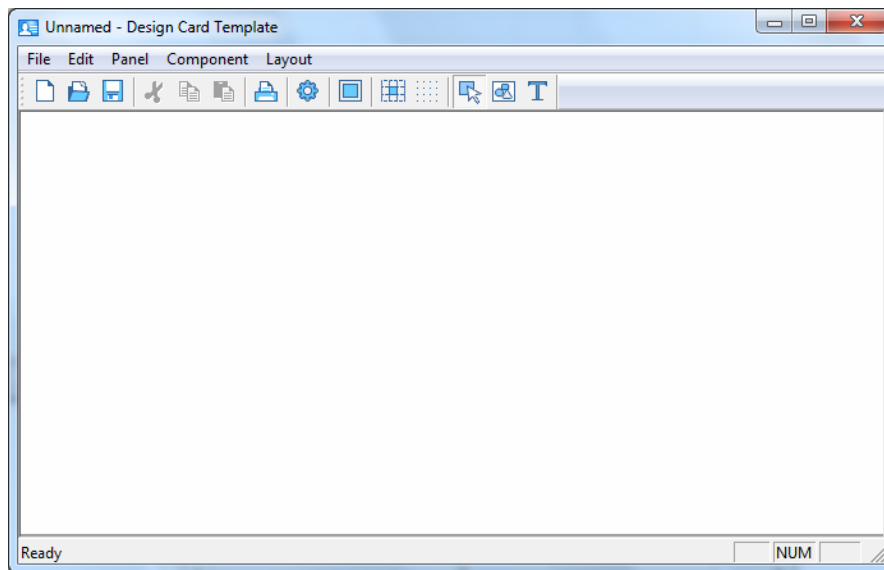 Unnamed - Design Card Template
File Edit Panel Component Layout
T
Ready NUM